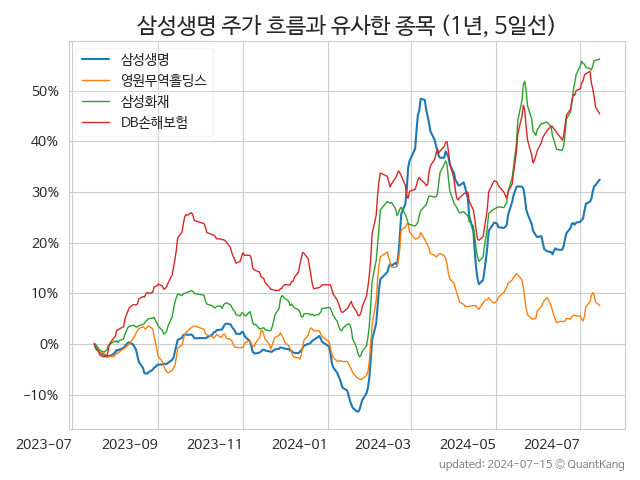 삼성생명 주가 흐름과 유사한 종목 (1년, 5일선)
삼성생명
영원무역홀딩스
삼성화재
DB손해보험
50%
40%
30%
20%
10%
0%
−10%
2023-07
2023-09
2023-11
2024-01
2024-03
2024-05
2024-07
updated: 2024-07-15 © QuantKang